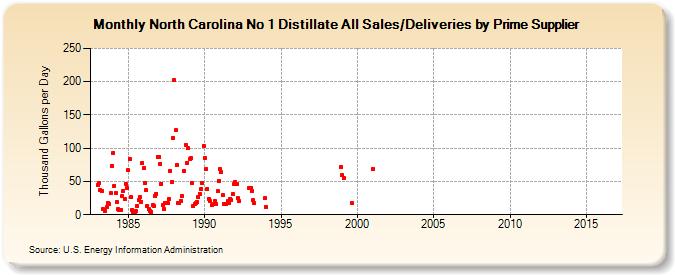 Monthly North Carolina No 1 Distillate All Sales/Deliveries by Prime Supplier
Thousand Gallons per Day
250
200
150
100
50
0
1985 1990 1995 2000 2005 2010 2015
Source: U.S. Energy Information Administration